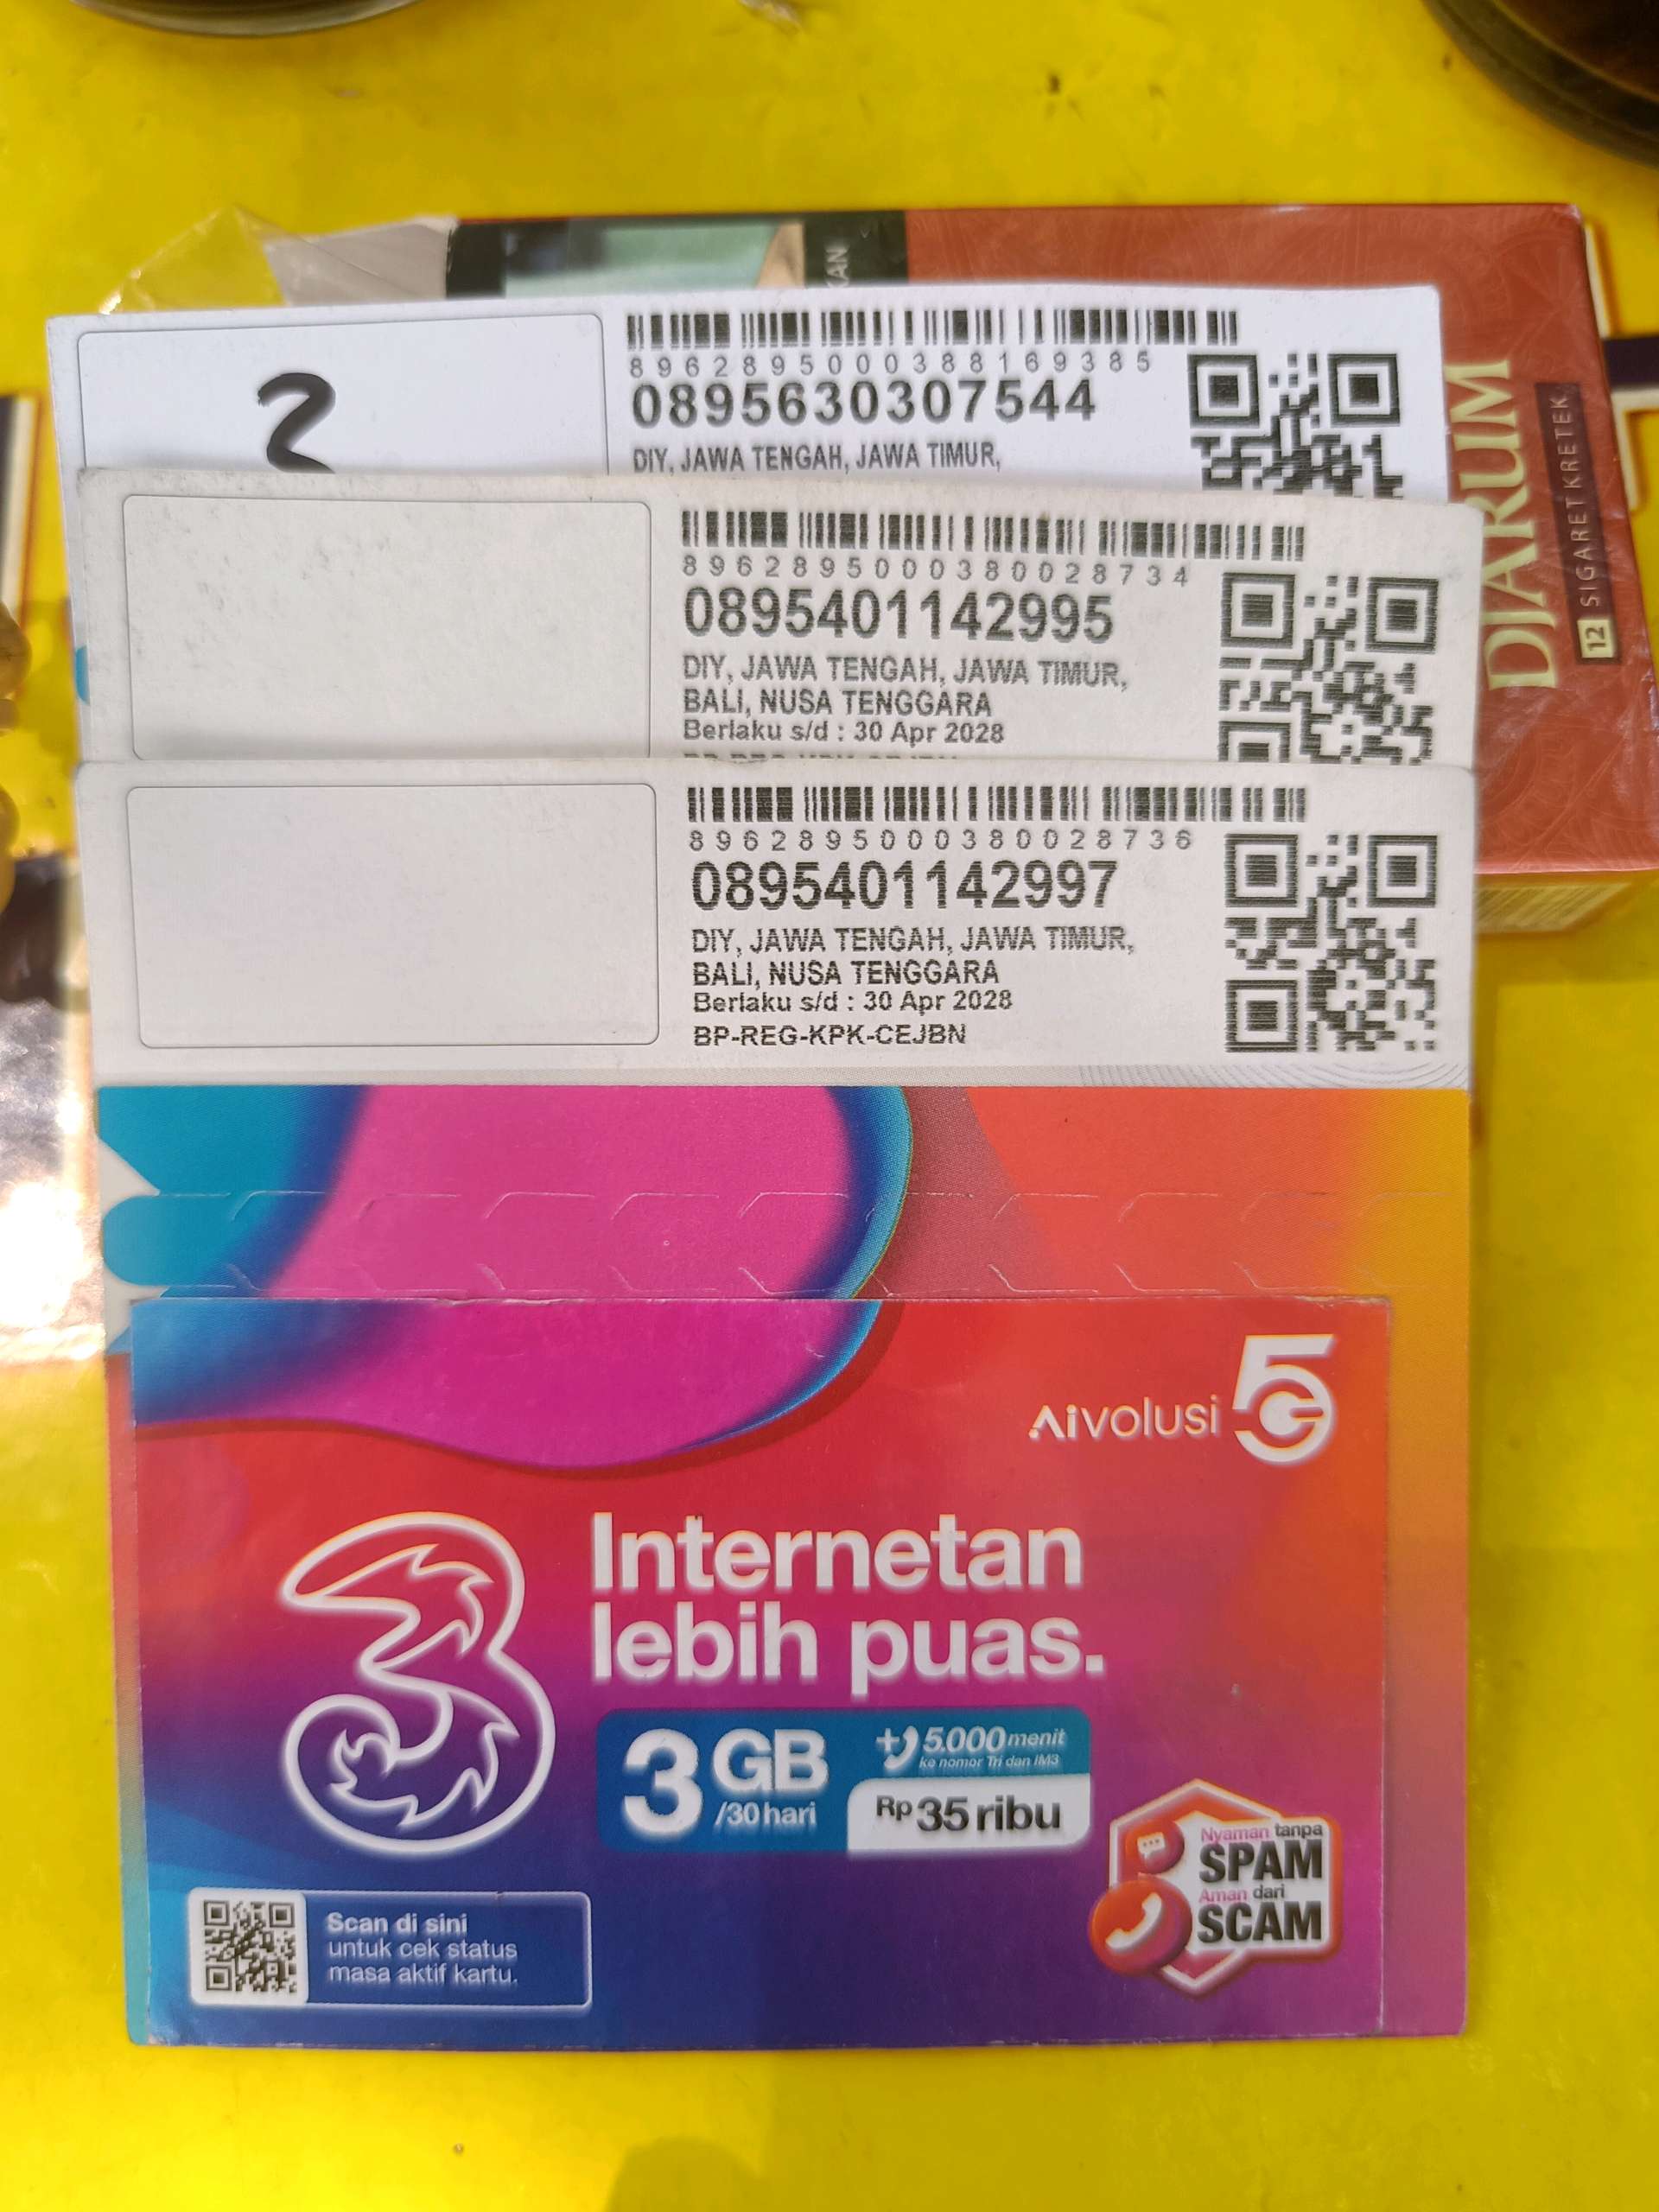 KAN
8962895000388169385
0895630307544
DIY, JAWA TENGAH, JAWA TIMUR,
DJARUM
12 SIGARET KRETEK
8962895000380028734
0895401142995
DIY, JAWA TENGAH, JAWA TIMUR,
BALI, NUSA TENGGARA
Berlaku s/d : 30 Apr 2028
8962895000380028736
0895401142997
DIY, JAWA TENGAH, JAWA TIMUR,
BALI, NUSA TENGGARA
Berlaku s/d : 30 Apr 2028
BP-REG-KPK-CEJBN
Aivolusi 5G
3
Internetan
lebih puas.
3 GB
/30 hari
+ 5.000 menit
ke nomor Tri dan IM3
Rp 35 ribu
Nyaman tanpa
SPAM
Aman dari
SCAM
Scan di sini
untuk cek status
masa aktif kartu.